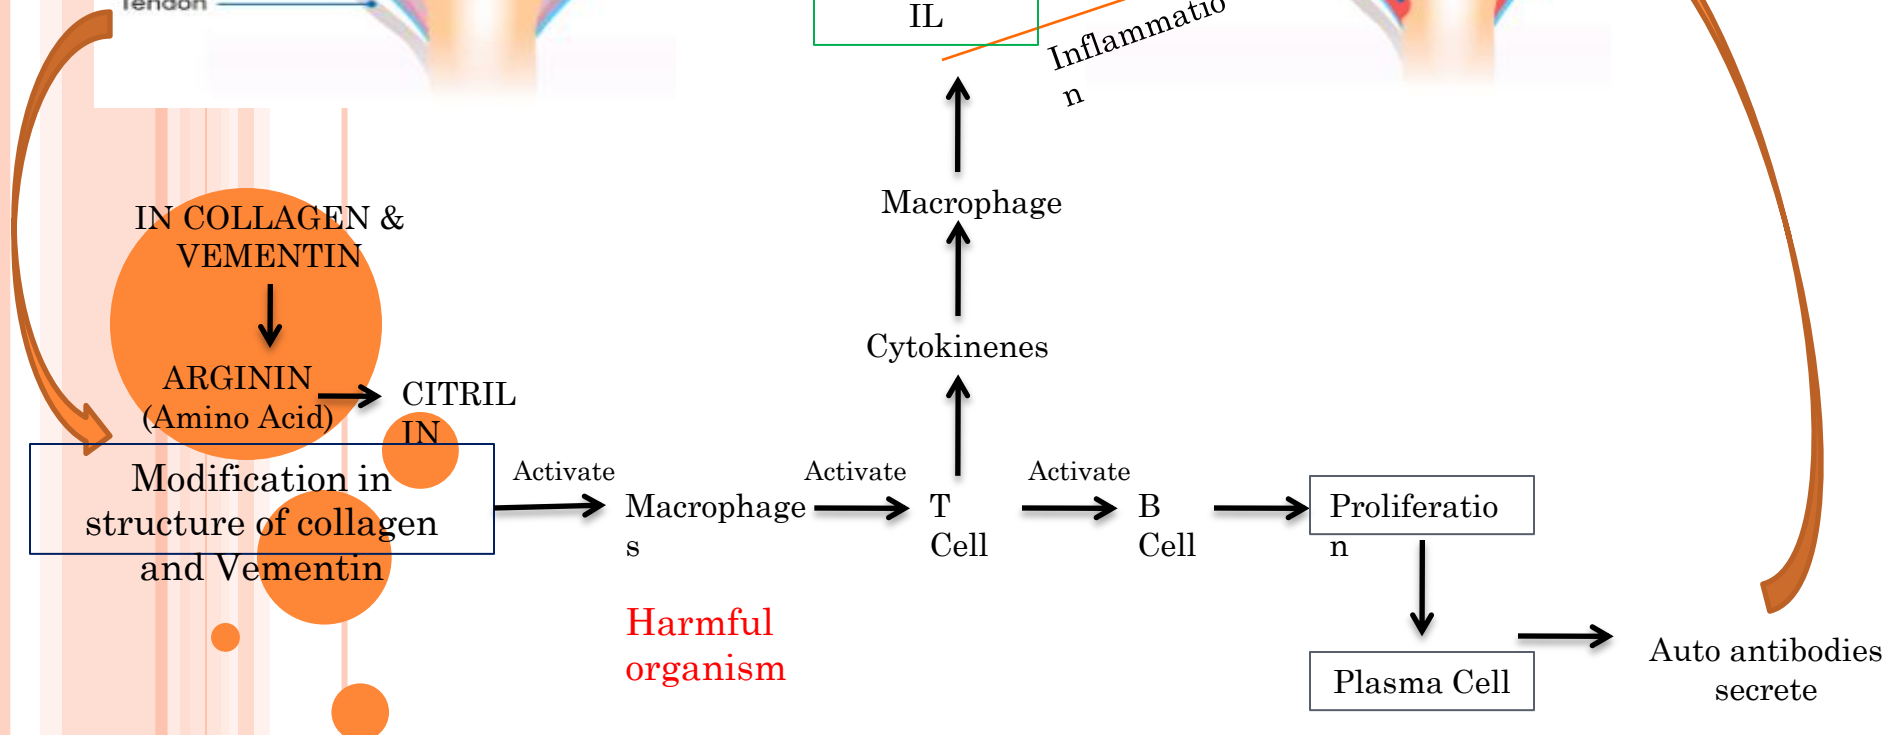 Tendon
IL
Inflammatio
n
Macrophage
IN COLLAGEN &
VEMENTIN
Cytokinenes
ARGININ
(Amino Acid)
CITRIL
IN
Modification in
structure of collagen
and Vementin
Activate
Macrophage
s
Activate
T
Cell
Activate
B
Cell
Proliferatio
n
Harmful
organism
Plasma Cell
Auto antibodies
secrete